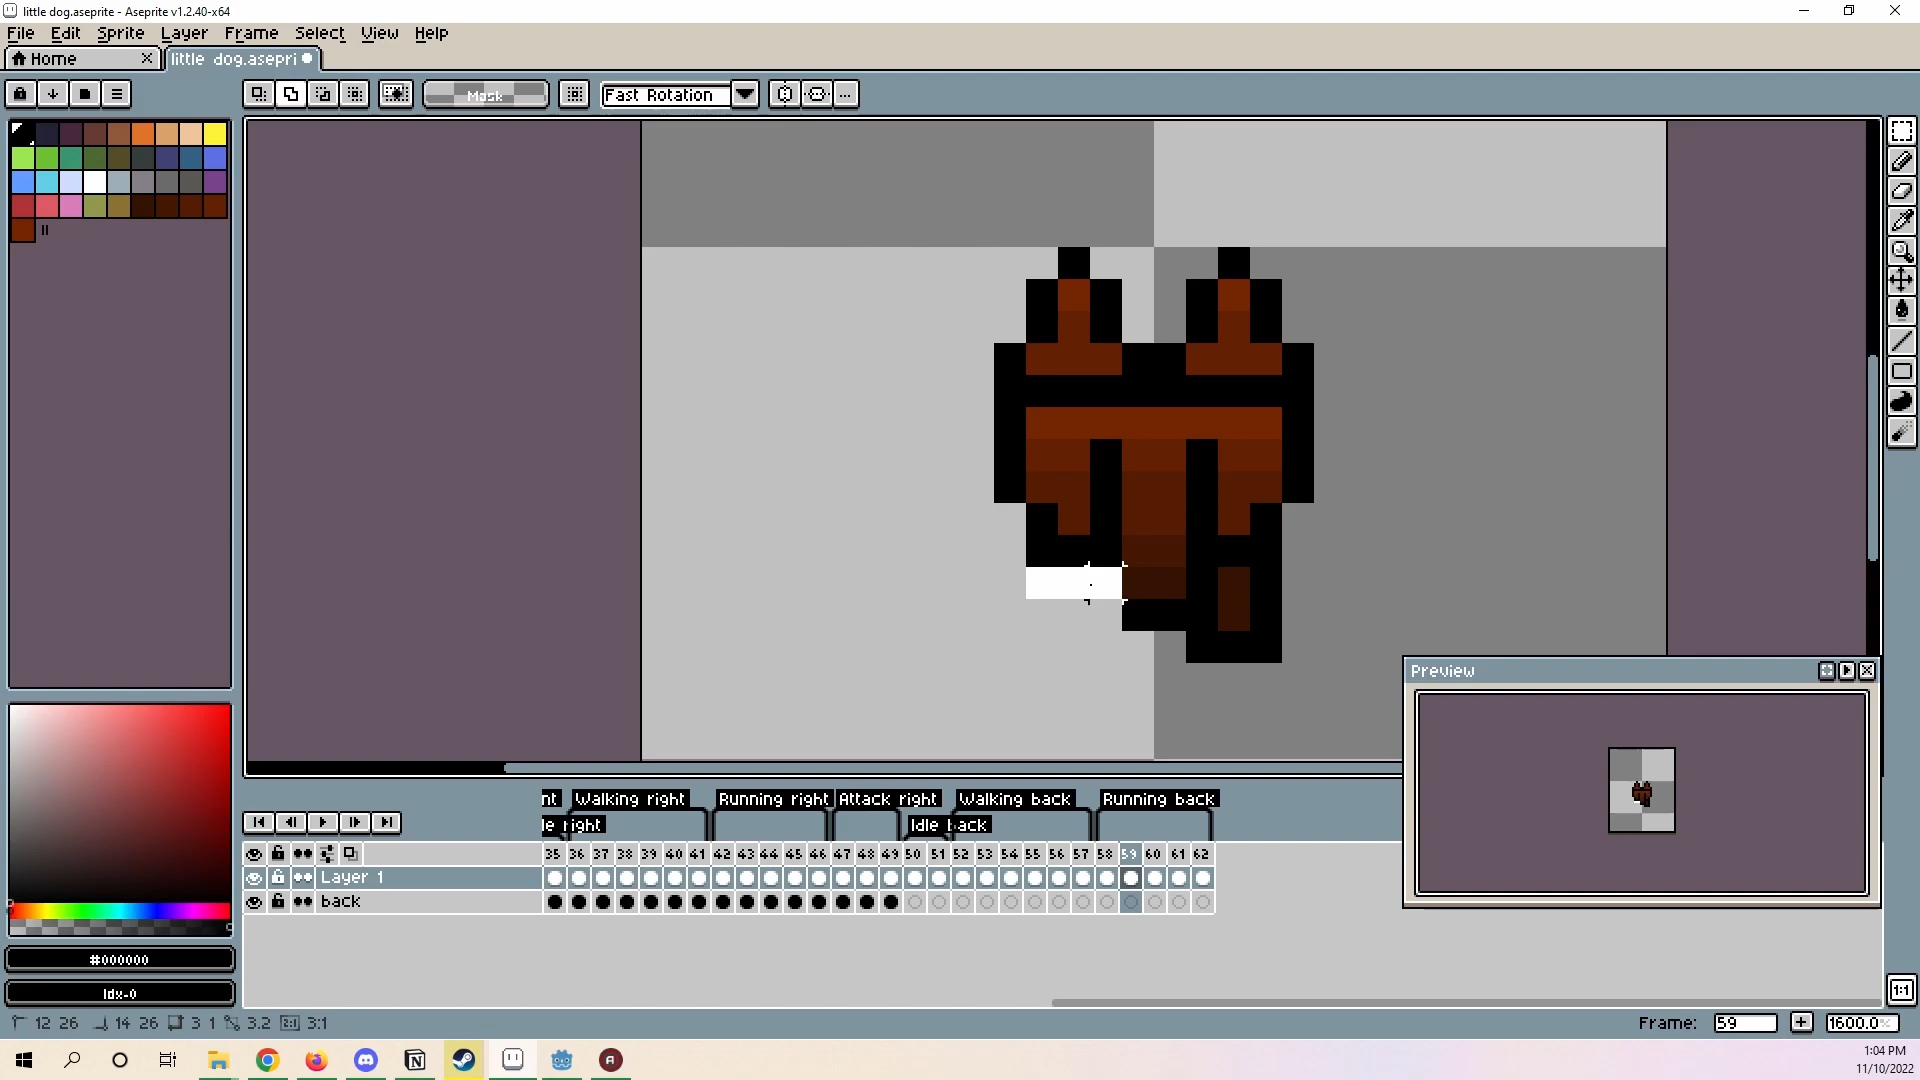 little dog.aseprite - Aseprite v1.2.40-x64
File Edit Sprite Layer Frame Select View Help
Home
little dog.asepri
Mask
Fast Rotation
Preview
nt Walking right Running right Attack right Walking back Running back
le right Idle back
35 36 37 38 39 40 41 42 43 44 45 46 47 48 49 50 51 52 53 54 55 56 57 58 59 60 61 62
Layer 1
back
#000000
Idx-0
1:1
12 26 14 26 3 1 3.2 3:1
Frame: 59 + 1600.0
1:04 PM
11/10/2022